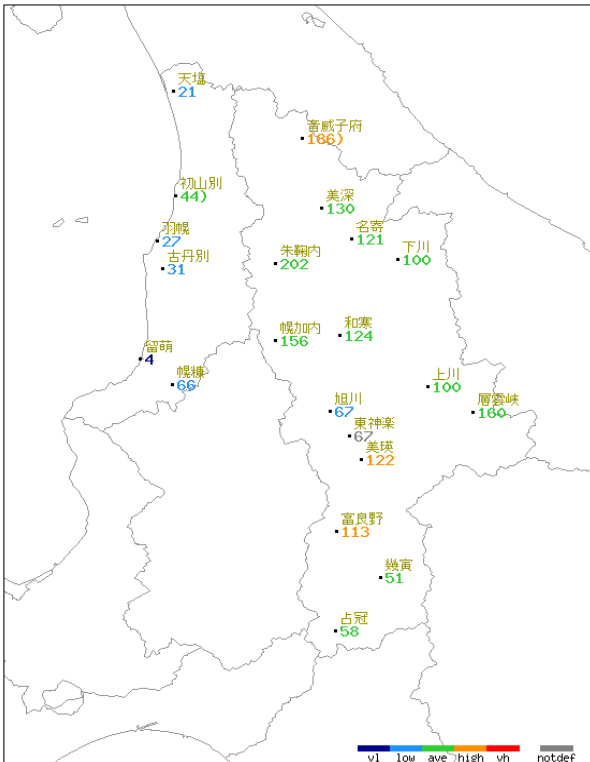 天塩
21
音威子府
186)
初山別
44)
美深
130
名寄
121
羽幌
27
下川
100
朱鞠内
202
古丹別
31
和寒
124
幌加内
156
留萌
4
幌糠
66
上川
100
旭川
67
層雲峡
160
東神楽
67
美瑛
122
富良野
113
幾寅
51
占冠
58
vl low ave high vh notdef